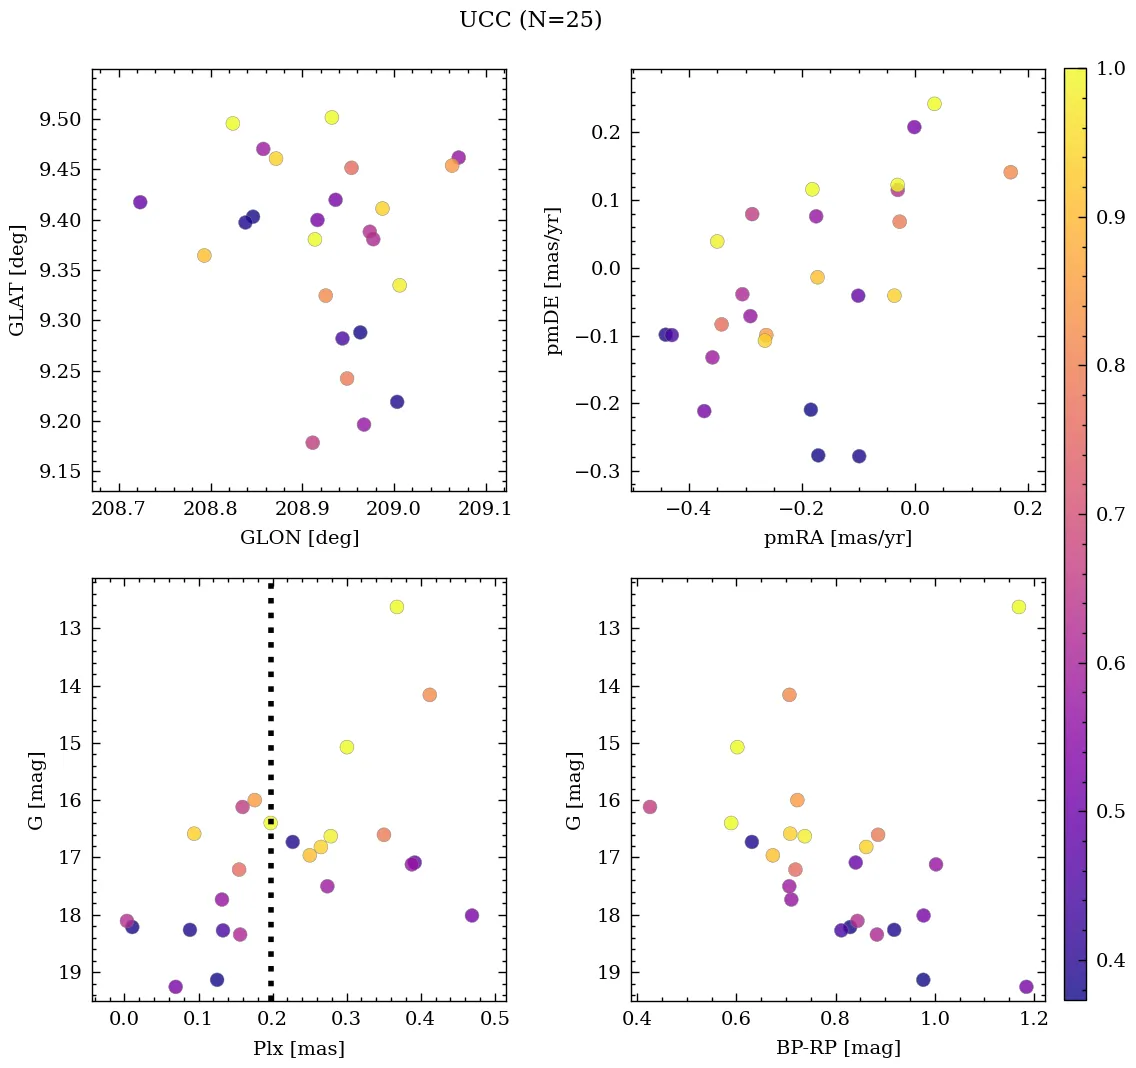 UCC (N=25)
GLAT [deg]
9.50
9.45
9.40
9.35
9.30
9.25
9.20
9.15
208.7 208.8 208.9 209.0 209.1
GLON [deg]
pmDE [mas/yr]
0.2
0.1
0.0
−0.1
−0.2
−0.3
−0.4 −0.2 0.0 0.2
pmRA [mas/yr]
G [mag]
13
14
15
16
17
18
19
0.0 0.1 0.2 0.3 0.4 0.5
Plx [mas]
G [mag]
13
14
15
16
17
18
19
0.4 0.6 0.8 1.0 1.2
BP-RP [mag]
1.0
0.9
0.8
0.7
0.6
0.5
0.4